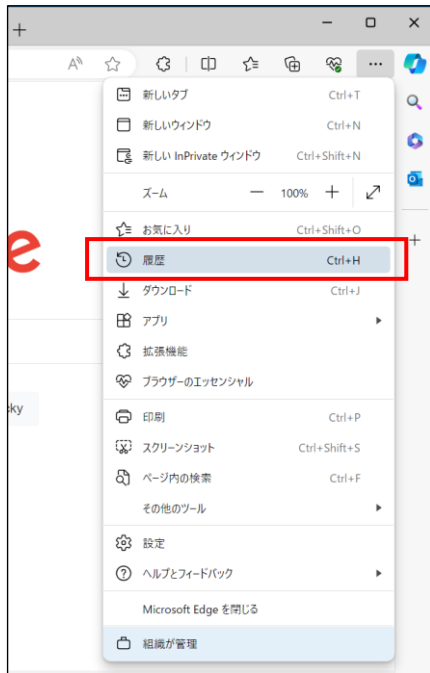 新しいタブ Ctrl+T
新しいウィンドウ Ctrl+N
新しい InPrivate ウィンドウ Ctrl+Shift+N
ズーム 100%
お気に入り Ctrl+Shift+O
履歴 Ctrl+H
ダウンロード Ctrl+J
アプリ
拡張機能
ブラウザーのエッセンシャル
cky
印刷 Ctrl+P
スクリーンショット Ctrl+Shift+S
ページ内の検索 Ctrl+F
その他のツール
設定
ヘルプとフィードバック
Microsoft Edge を閉じる
組織が管理